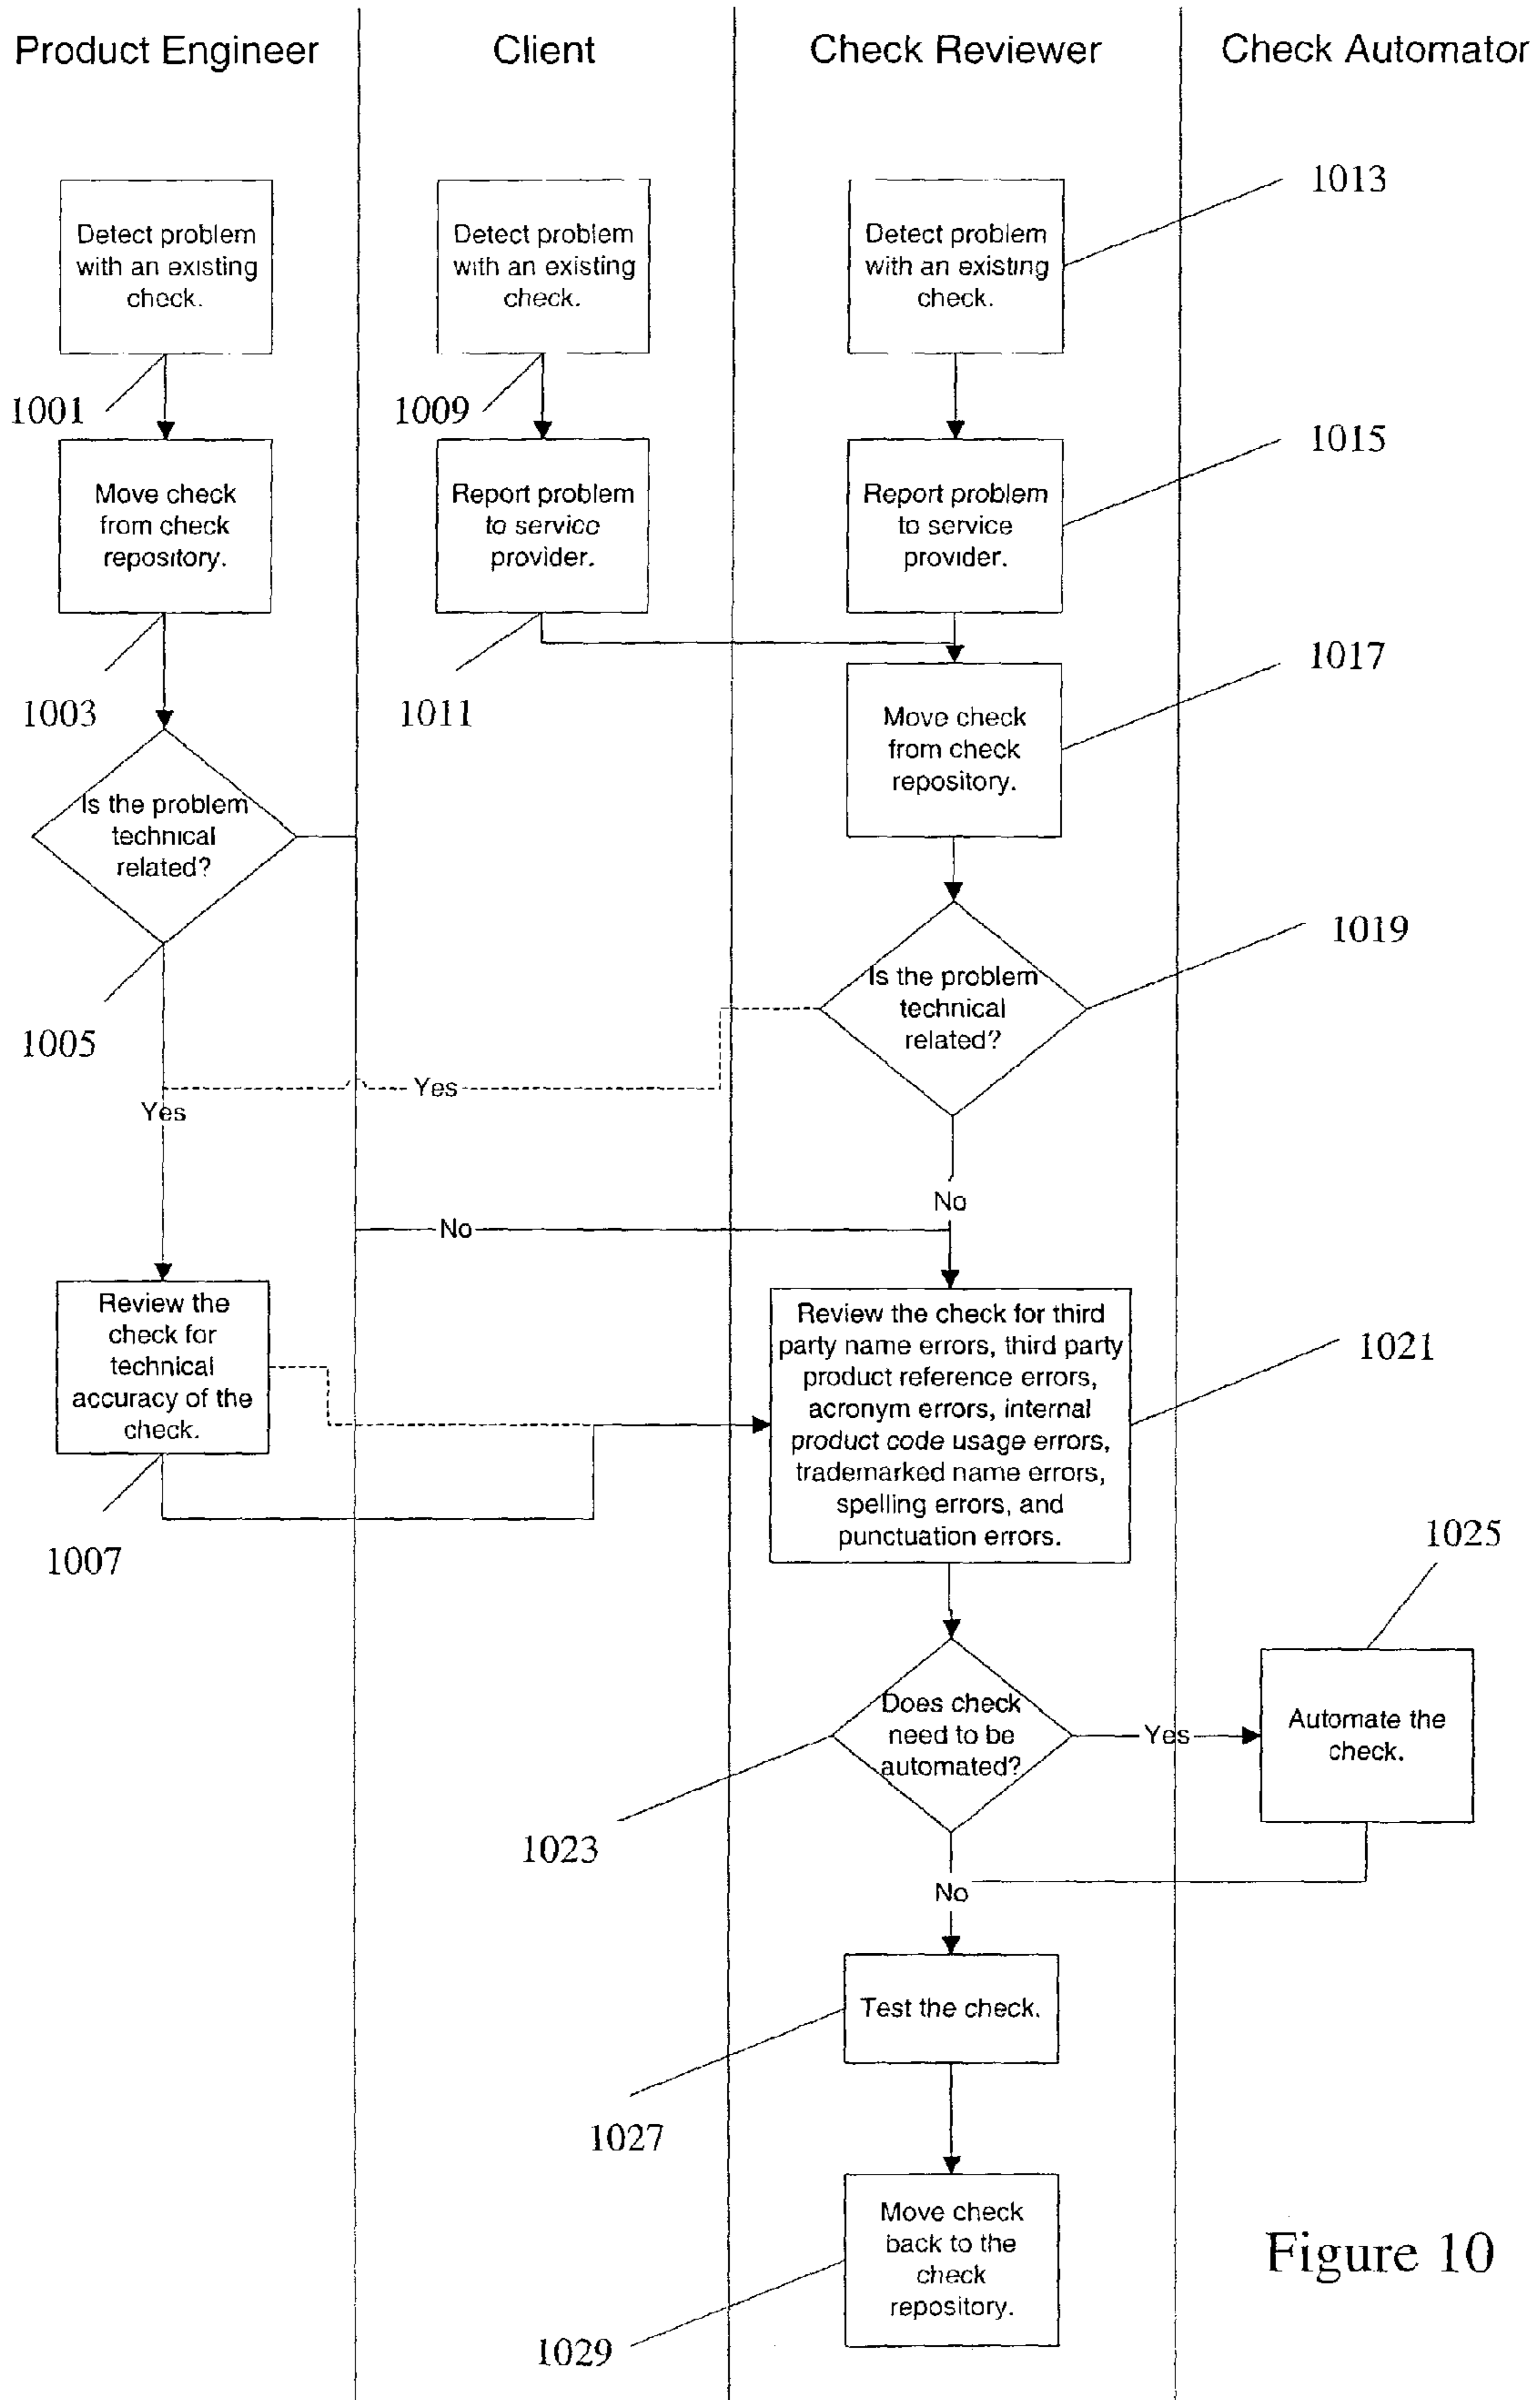 Product Engineer
Client
Check Reviewer
Check Automator
Detect problem
with an existing
check.
Detect problem
with an existing
check.
Detect problem
with an existing
check.
1013
1001
1009
Move check
from check
repository.
Report problem
to service
provider.
Report problem
to service
provider.
1015
1003
1011
Move check
from check
repository.
1017
Is the problem
technical
related?
Is the problem
technical
related?
1019
1005
Yes
Yes
No
No
Review the
check for
technical
accuracy of the
check.
Review the check for third
party name errors, third party
product reference errors,
acronym errors, internal
product code usage errors,
trademarked name errors,
spelling errors, and
punctuation errors.
1021
1007
1025
Does check
need to be
automated?
Yes
Automate the
check.
1023
No
Test the check.
1027
Move check
back to the
check
repository.
1029
Figure 10